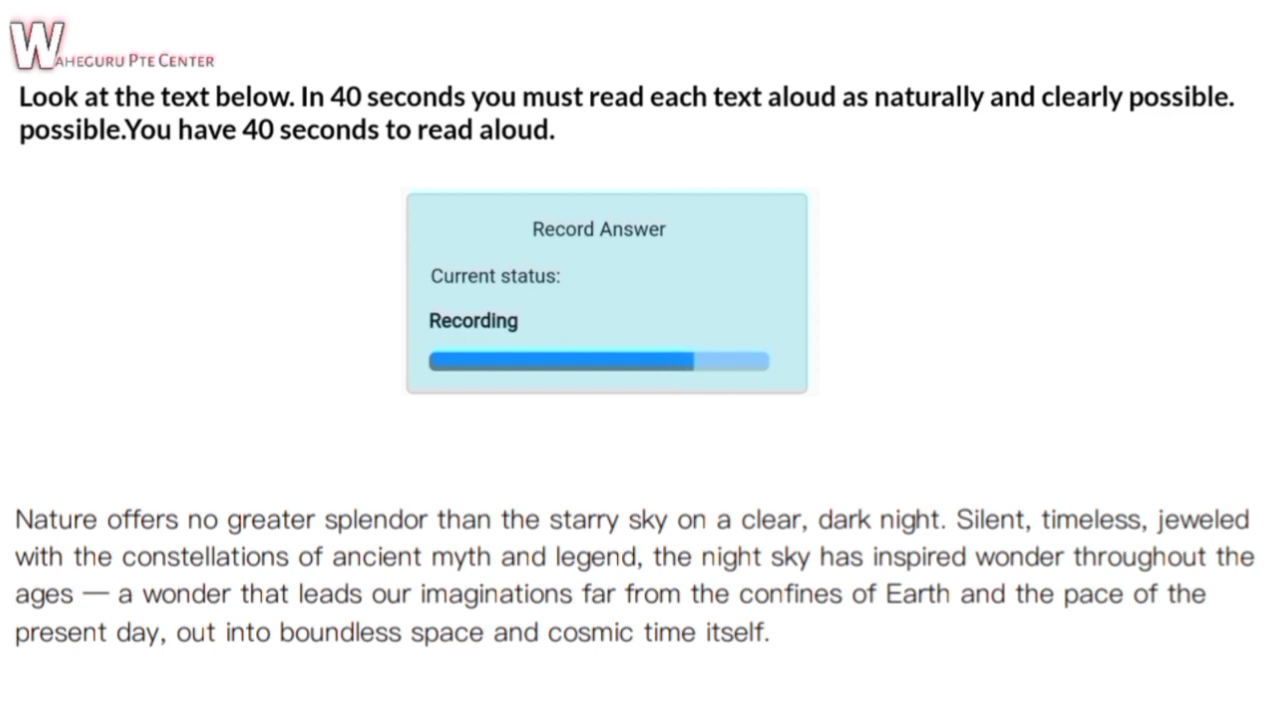 WAHEGURU PTE CENTER
Look at the text below. In 40 seconds you must read each text aloud as naturally and clearly possible.
possible.You have 40 seconds to read aloud.
Record Answer
Current status:
Recording
Nature offers no greater splendor than the starry sky on a clear, dark night. Silent, timeless, jeweled
with the constellations of ancient myth and legend, the night sky has inspired wonder throughout the
ages — a wonder that leads our imaginations far from the confines of Earth and the pace of the
present day, out into boundless space and cosmic time itself.